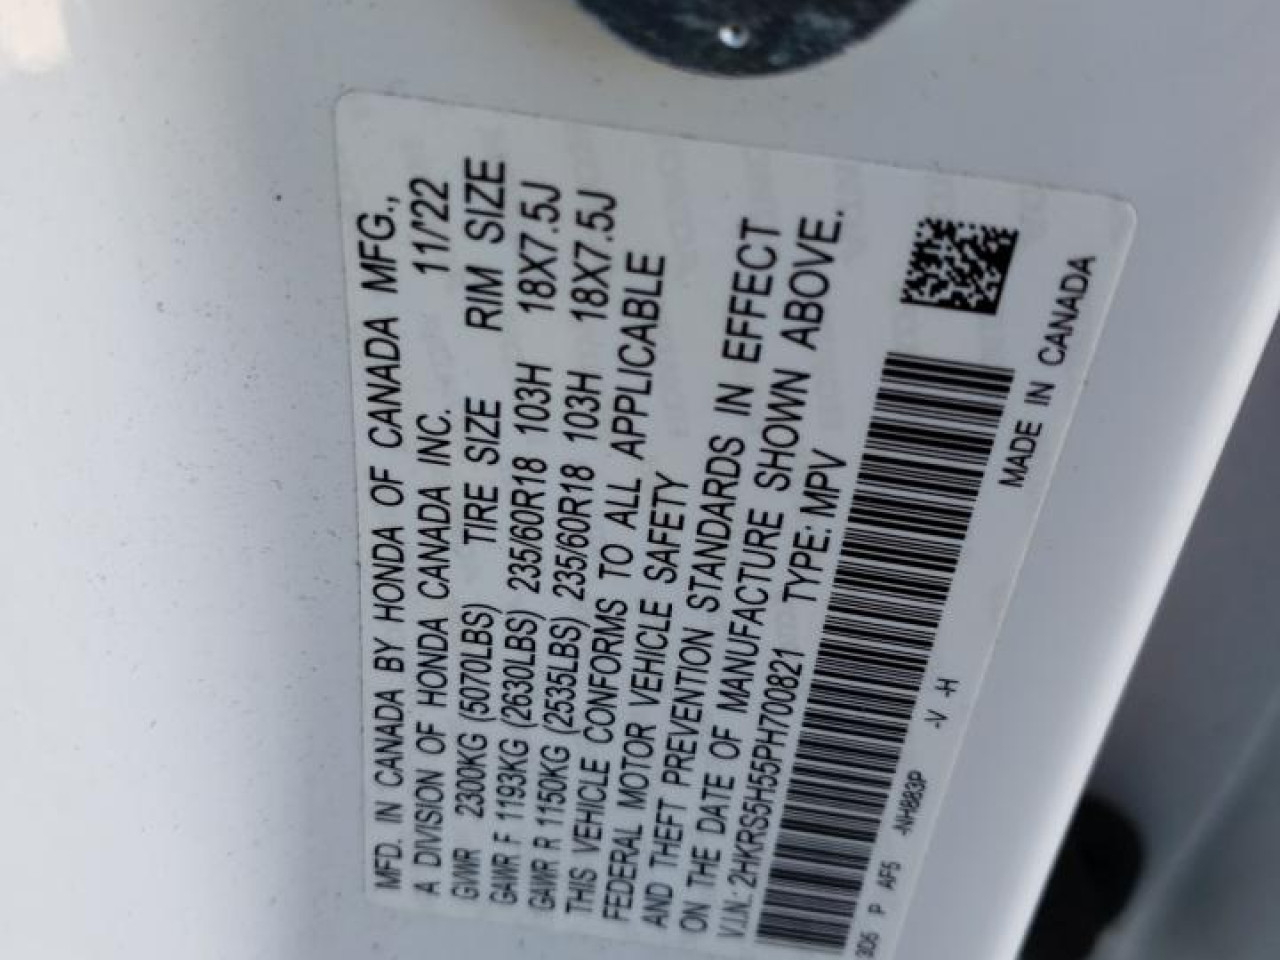 MFD. IN CANADA BY HONDA OF CANADA MFG.,
A DIVISION OF HONDA CANADA INC. 11/'22
GVWR 2300KG (5070LBS) TIRE SIZE RIM SIZE
GAWR F 1193KG (2630LBS) 235/60R18 103H 18X7.5J
GAWR R 1150KG (2535LBS) 235/60R18 103H 18X7.5J
THIS VEHICLE CONFORMS TO ALL APPLICABLE
FEDERAL MOTOR VEHICLE SAFETY
AND THEFT PREVENTION STANDARDS IN EFFECT
ON THE DATE OF MANUFACTURE SHOWN ABOVE.
V.I.N.: 2HKRS5H55PH700821 TYPE: MPV
3D5 P AF5 -NH883P -V -H
MADE IN CANADA